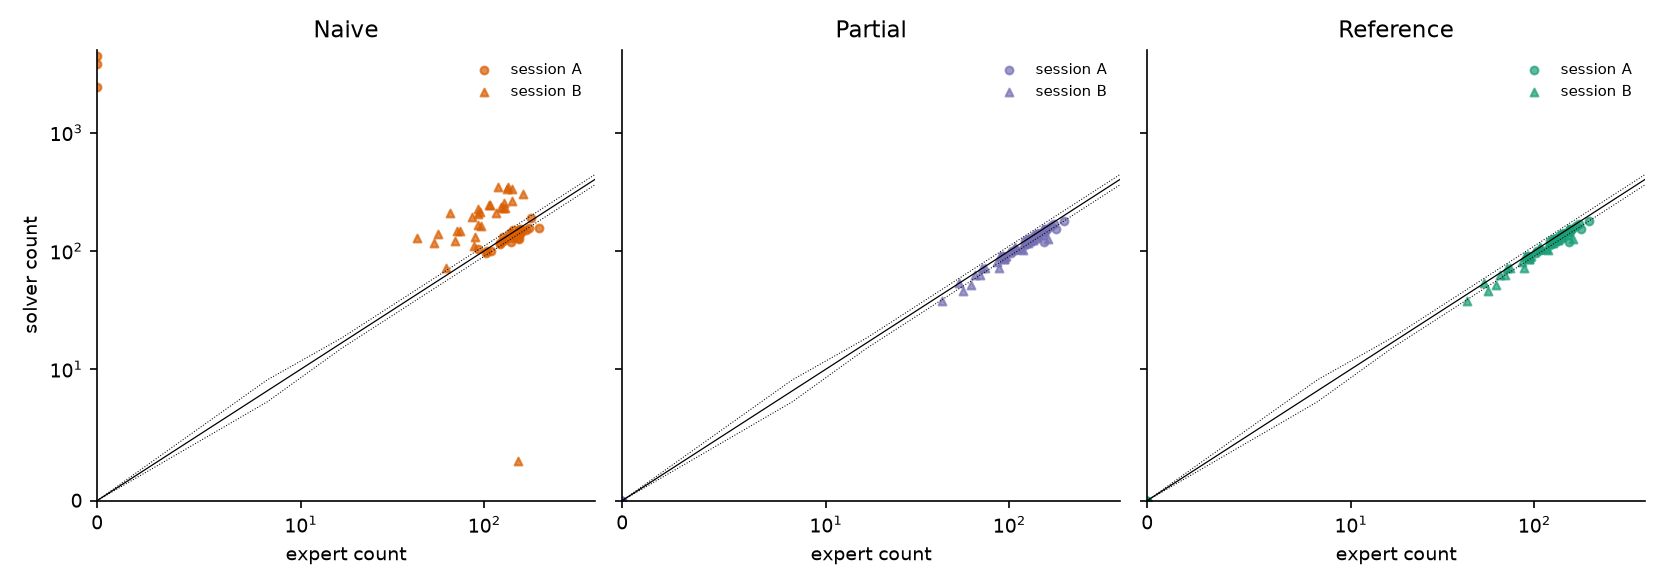 Naive
Partial
Reference
session A
session B
session A
session B
session A
session B
solver count
10³
10²
10¹
0
0
10¹
10²
0
10¹
10²
0
10¹
10²
expert count
expert count
expert count